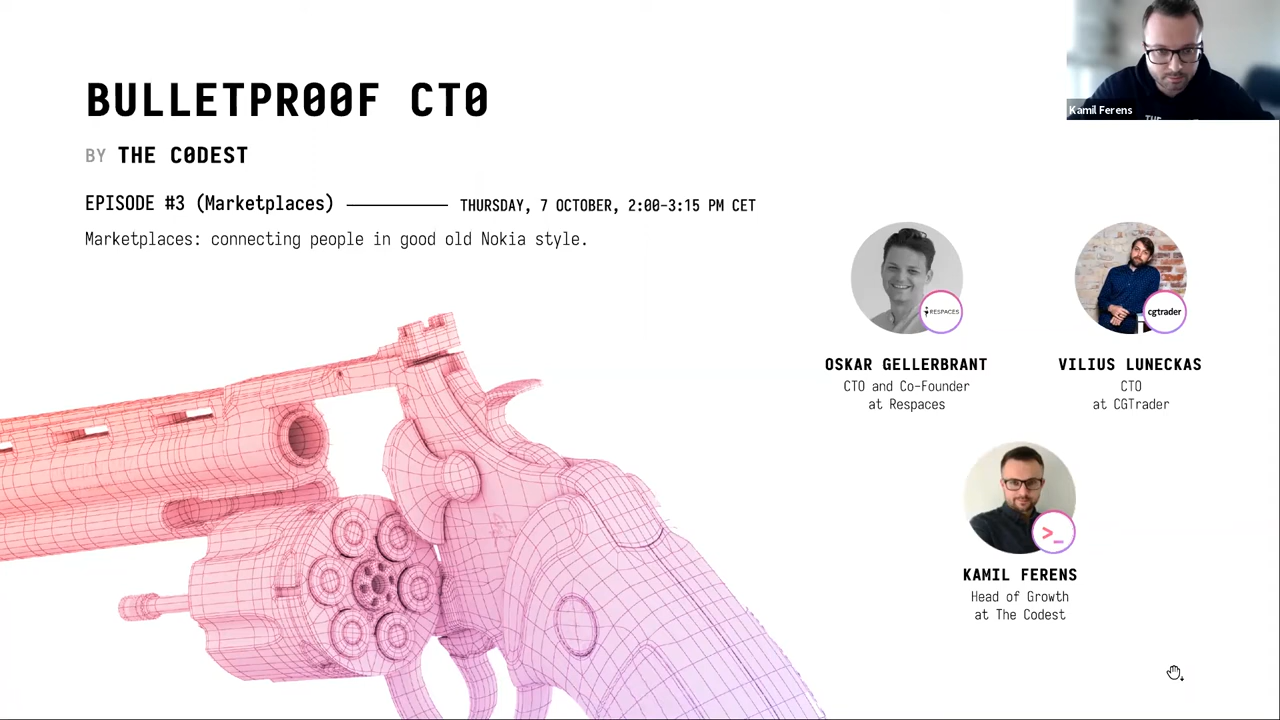 Kamil Ferens
BULLETPR00F CT0
BY THE C0DEST
EPISODE #3 (Marketplaces) THURSDAY, 7 OCTOBER, 2:00-3:15 PM CET
Marketplaces: connecting people in good old Nokia style.
RESPACES
cgtrader
OSKAR GELLERBRANT
CTO and Co-Founder
at Respaces
VILIUS LUNECKAS
CTO
at CGTrader
>_
KAMIL FERENS
Head of Growth
at The Codest